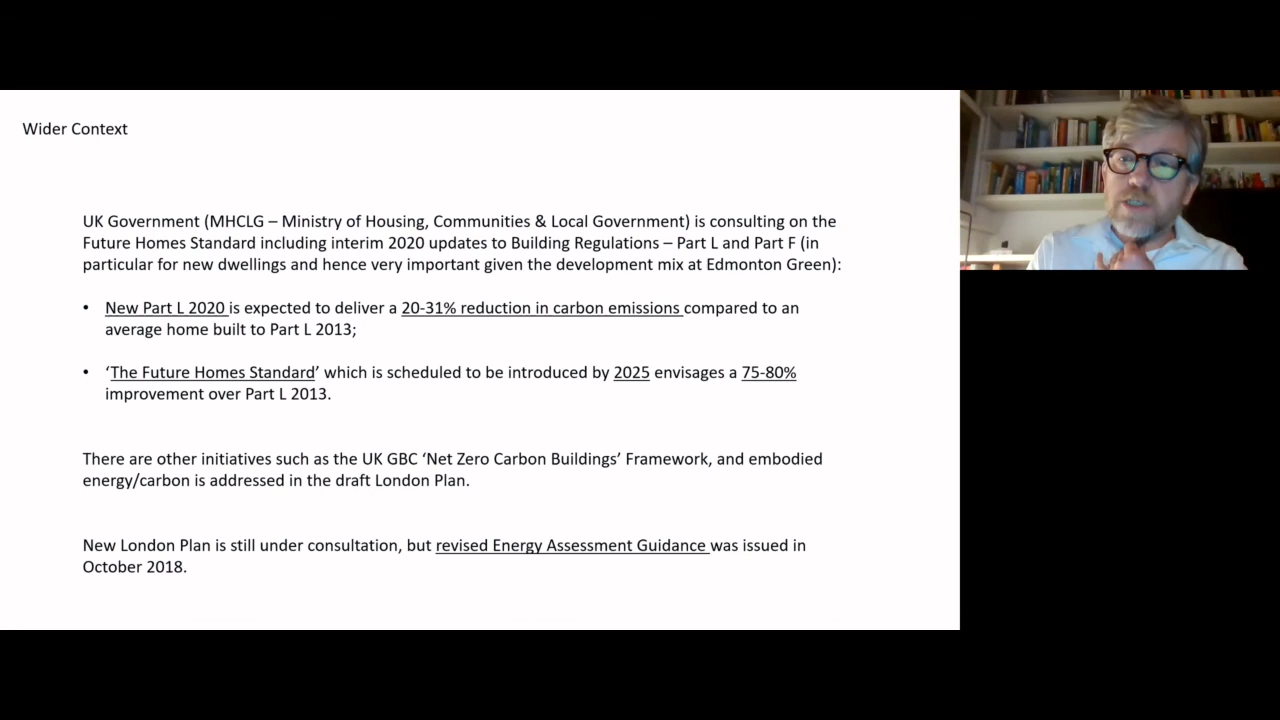 Wider Context
UK Government (MHCLG – Ministry of Housing, Communities & Local Government) is consulting on the
Future Homes Standard including interim 2020 updates to Building Regulations – Part L and Part F (in
particular for new dwellings and hence very important given the development mix at Edmonton Green):
• New Part L 2020 is expected to deliver a 20-31% reduction in carbon emissions compared to an
average home built to Part L 2013;
• ‘The Future Homes Standard’ which is scheduled to be introduced by 2025 envisages a 75-80%
improvement over Part L 2013.
There are other initiatives such as the UK GBC ‘Net Zero Carbon Buildings’ Framework, and embodied
energy/carbon is addressed in the draft London Plan.
New London Plan is still under consultation, but revised Energy Assessment Guidance was issued in
October 2018.